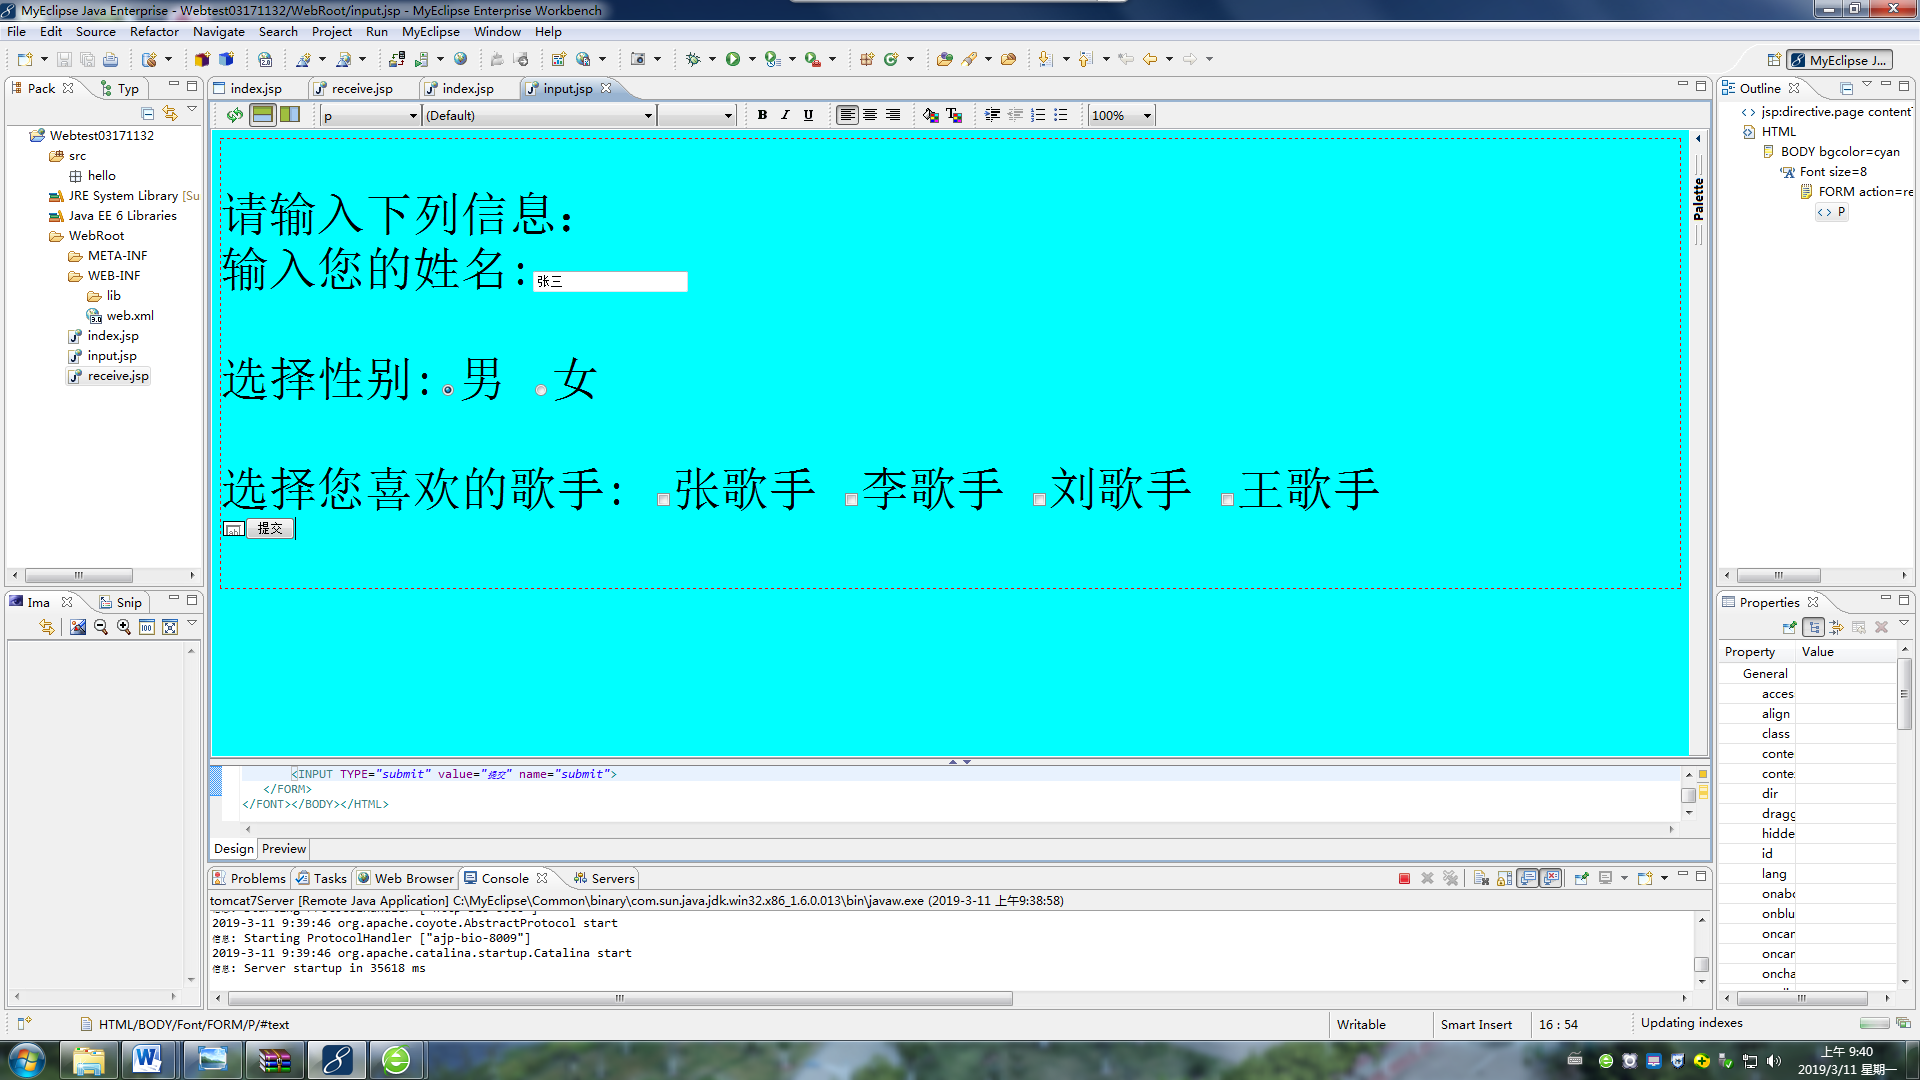 MyEclipse Java Enterprise - Webtest03171132/WebRoot/input.jsp - MyEclipse Enterprise Workbench
File Edit Source Refactor Navigate Search Project Run MyEclipse Window Help
MyEclipse J...
Pack Typ
index.jsp receive.jsp index.jsp input.jsp
Outline
p (Default) B I U 100%
Webtest03171132
src
hello
JRE System Library [Su
Java EE 6 Libraries
WebRoot
META-INF
WEB-INF
lib
web.xml
index.jsp
input.jsp
receive.jsp
请输入下列信息：
输入您的姓名: 张三
选择性别: 男 女
选择您喜欢的歌手: 张歌手 李歌手 刘歌手 王歌手
提交
Palette
jsp:directive.page content
HTML
BODY bgcolor=cyan
Font size=8
FORM action=re
P
Ima Snip
<INPUT TYPE="submit" value="提交" name="submit">
</FORM>
</FONT></BODY></HTML>
Design Preview
Properties
Property Value
General
acces
align
class
conte
conte
dir
dragg
hidde
id
lang
onabo
onblu
oncan
oncan
oncha
Problems Tasks Web Browser Console Servers
tomcat7Server [Remote Java Application] C:\MyEclipse\Common\binary\com.sun.java.jdk.win32.x86_1.6.0.013\bin\javaw.exe (2019-3-11 上午9:38:58)
2019-3-11 9:39:46 org.apache.coyote.AbstractProtocol start
信息: Starting ProtocolHandler ["ajp-bio-8009"]
2019-3-11 9:39:46 org.apache.catalina.startup.Catalina start
信息: Server startup in 35618 ms
HTML/BODY/Font/FORM/P/#text Writable Smart Insert 16 : 54 Updating indexes
上午 9:40
2019/3/11 星期一